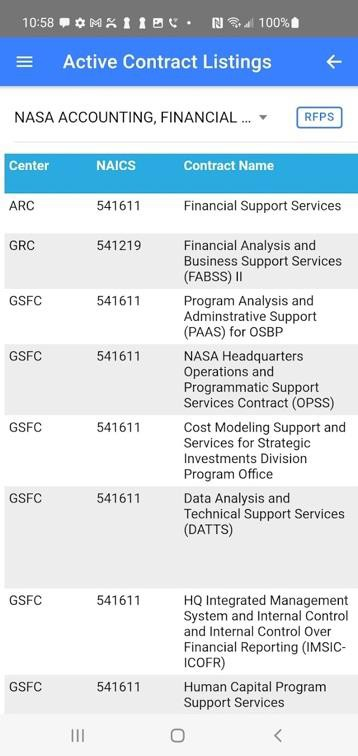 10:58
100%
Active Contract Listings
NASA ACCOUNTING, FINANCIAL ...
RFPS
Center NAICS Contract Name
ARC 541611 Financial Support Services
GRC 541219 Financial Analysis and
Business Support Services
(FABSS) II
GSFC 541611 Program Analysis and
Adminstrative Support
(PAAS) for OSBP
GSFC 541611 NASA Headquarters
Operations and
Programmatic Support
Services Contract (OPSS)
GSFC 541611 Cost Modeling Support and
Services for Strategic
Investments Division
Program Office
GSFC 541611 Data Analysis and
Technical Support Services
(DATTS)
GSFC 541611 HQ Integrated Management
System and Internal Control
and Internal Control Over
Financial Reporting (IMSIC-
ICOFR)
GSFC 541611 Human Capital Program
Support Services